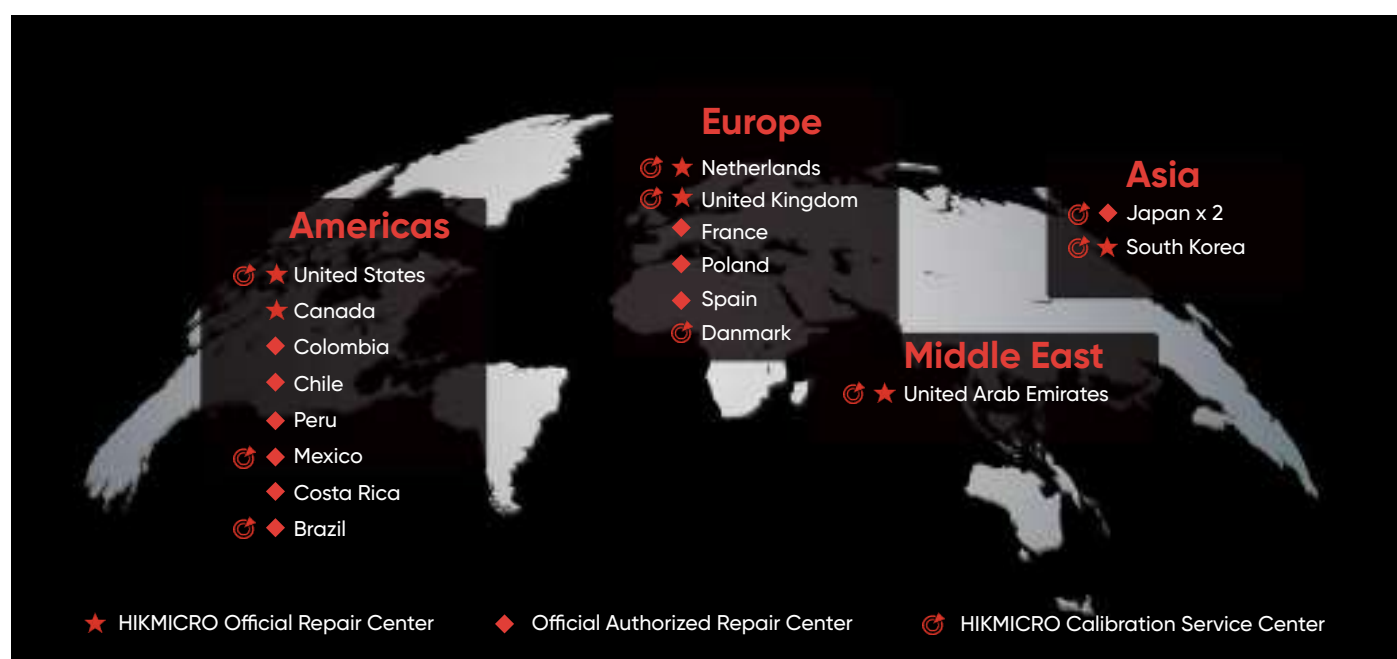 Americas
United States
Canada
Colombia
Chile
Peru
Mexico
Costa Rica
Brazil
Europe
Netherlands
United Kingdom
France
Poland
Spain
Danmark
Asia
Japan x 2
South Korea
Middle East
United Arab Emirates
HIKMICRO Official Repair Center
Official Authorized Repair Center
HIKMICRO Calibration Service Center